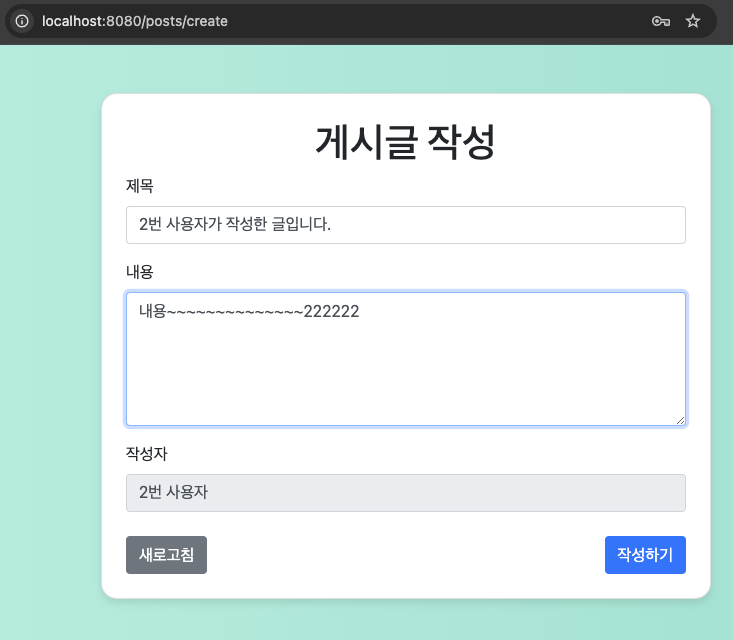 localhost:8080/posts/create
게시글 작성
제목
2번 사용자가 작성한 글입니다.
내용
내용~~~~~~~~~~~~~~222222
작성자
2번 사용자
새로고침
작성하기